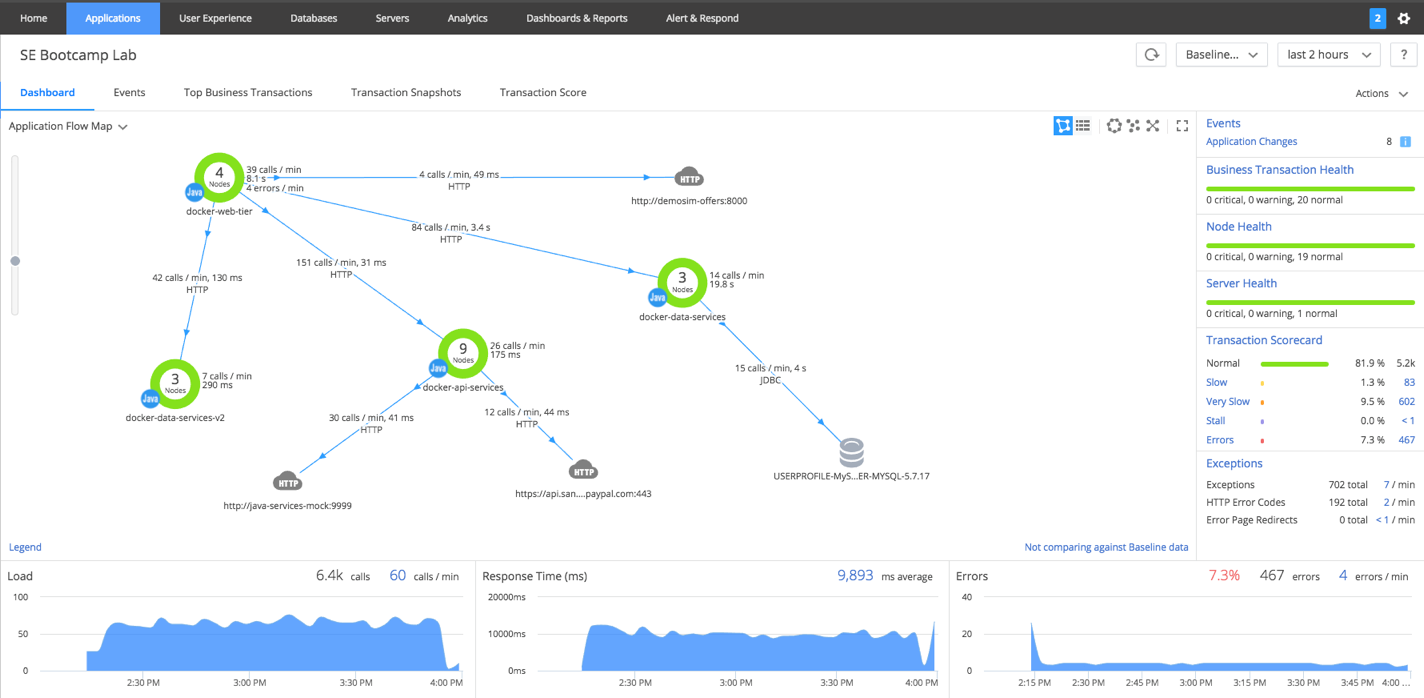 Home Applications User Experience Databases Servers Analytics Dashboards & Reports Alert & Respond 2
SE Bootcamp Lab Baseline... last 2 hours ?
Dashboard Events Top Business Transactions Transaction Snapshots Transaction Score Actions
Application Flow Map
4
Nodes
Java
docker-web-tier
39 calls / min
8.1 s
4 errors / min
4 calls / min, 49 ms
HTTP
HTTP
http://demosim-offers:8000
84 calls / min, 3.4 s
HTTP
151 calls / min, 31 ms
HTTP
42 calls / min, 130 ms
HTTP
3
Nodes
Java
docker-data-services
14 calls / min
19.8 s
9
Nodes
Java
docker-api-services
26 calls / min
175 ms
3
Nodes
Java
docker-data-services-v2
7 calls / min
290 ms
15 calls / min, 4 s
JDBC
30 calls / min, 41 ms
HTTP
12 calls / min, 44 ms
HTTP
HTTP
http://java-services-mock:9999
HTTP
https://api.san....paypal.com:443
USERPROFILE-MyS...ER-MYSQL-5.7.17
Legend
Not comparing against Baseline data
Events
Application Changes 8 i
Business Transaction Health
0 critical, 0 warning, 20 normal
Node Health
0 critical, 0 warning, 19 normal
Server Health
0 critical, 0 warning, 1 normal
Transaction Scorecard
Normal 81.9 % 5.2k
Slow 1.3 % 83
Very Slow 9.5 % 602
Stall 0.0 % < 1
Errors 7.3 % 467
Exceptions
Exceptions 702 total 7 / min
HTTP Error Codes 192 total 2 / min
Error Page Redirects 0 total < 1 / min
Load 6.4k calls 60 calls / min
100
50
0
2:30 PM 3:00 PM 3:30 PM 4:00 PM
Response Time (ms) 9,893 ms average
20000ms
10000ms
0ms
2:30 PM 3:00 PM 3:30 PM 4:00 PM
Errors 7.3% 467 errors 4 errors / min
40
20
0
2:15 PM 2:30 PM 2:45 PM 3:00 PM 3:15 PM 3:30 PM 3:45 PM 4:00 ...